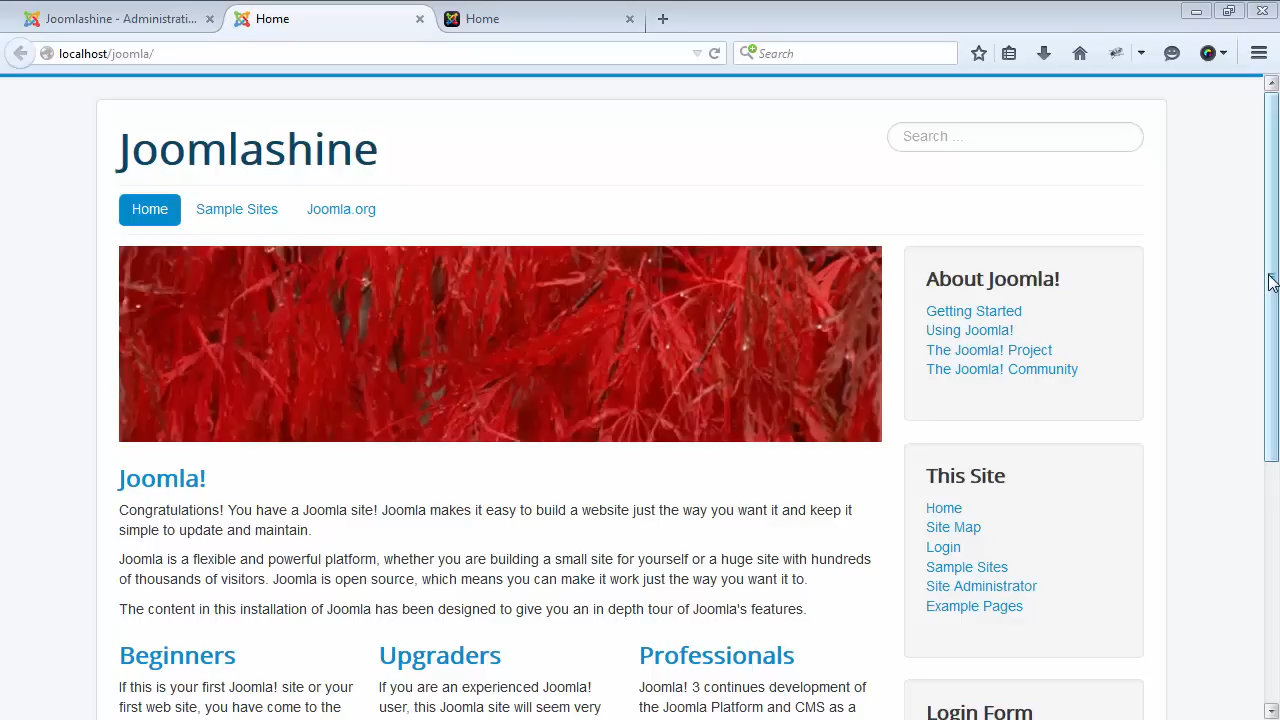 Joomlashine - Administrati...
Home
Home
localhost/joomla/
Search
Joomlashine
Search ...
Home
Sample Sites
Joomla.org
About Joomla!
Getting Started
Using Joomla!
The Joomla! Project
The Joomla! Community
Joomla!
Congratulations! You have a Joomla site! Joomla makes it easy to build a website just the way you want it and keep it
simple to update and maintain.
Joomla is a flexible and powerful platform, whether you are building a small site for yourself or a huge site with hundreds
of thousands of visitors. Joomla is open source, which means you can make it work just the way you want it to.
The content in this installation of Joomla has been designed to give you an in depth tour of Joomla's features.
This Site
Home
Site Map
Login
Sample Sites
Site Administrator
Example Pages
Beginners
If this is your first Joomla! site or your
first web site, you have come to the
Upgraders
If you are an experienced Joomla!
user, this Joomla site will seem very
Professionals
Joomla! 3 continues development of
the Joomla Platform and CMS as a
Login Form